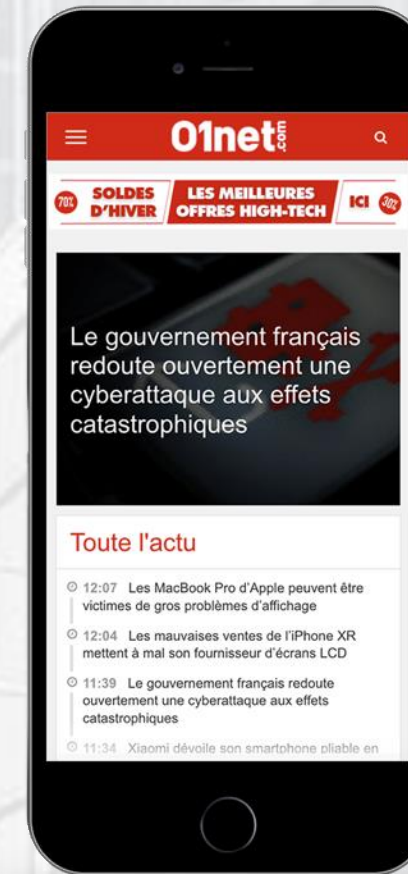 01net.com
70%
SOLDES
D'HIVER
LES MEILLEURES
OFFRES HIGH-TECH
ICI
30%
Le gouvernement français
redoute ouvertement une
cyberattaque aux effets
catastrophiques
Toute l'actu
12:07 Les MacBook Pro d'Apple peuvent être
victimes de gros problèmes d'affichage
12:04 Les mauvaises ventes de l'iPhone XR
mettent à mal son fournisseur d'écrans LCD
11:39 Le gouvernement français redoute
ouvertement une cyberattaque aux effets
catastrophiques
11:34 Xiaomi dévoile son smartphone pliable en